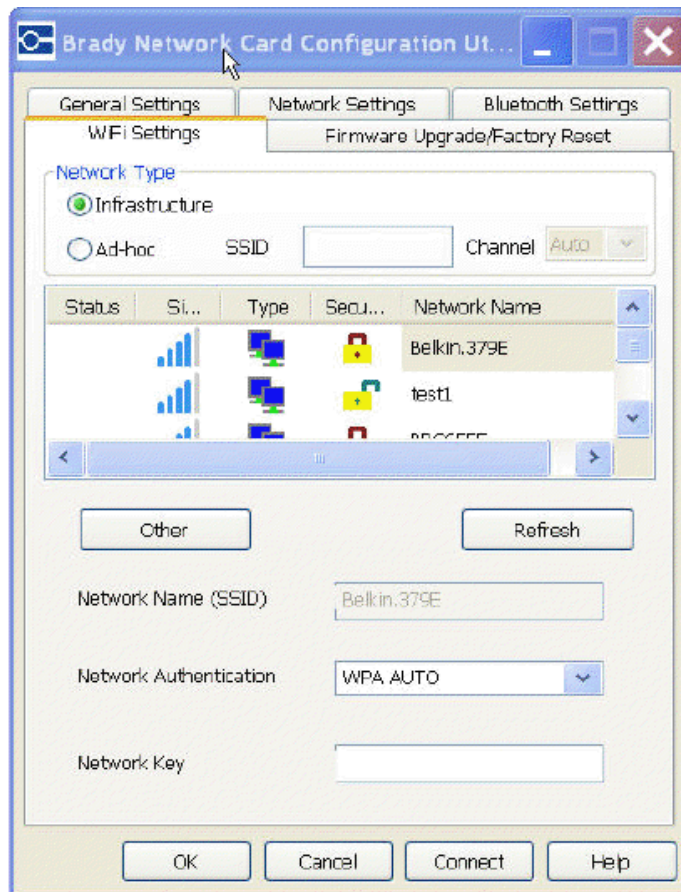 Brady Network Card Configuration Ut...
General Settings Network Settings Bluetooth Settings
WiFi Settings Firmware Upgrade/Factory Reset
Network Type
Infrastructure
Ad-hoc SSID Channel Auto
Status Si... Type Secu... Network Name
Belkin.379E
test1
Other Refresh
Network Name (SSID) Belkin.379E
Network Authentication WPA AUTO
Network Key
OK Cancel Connect Help